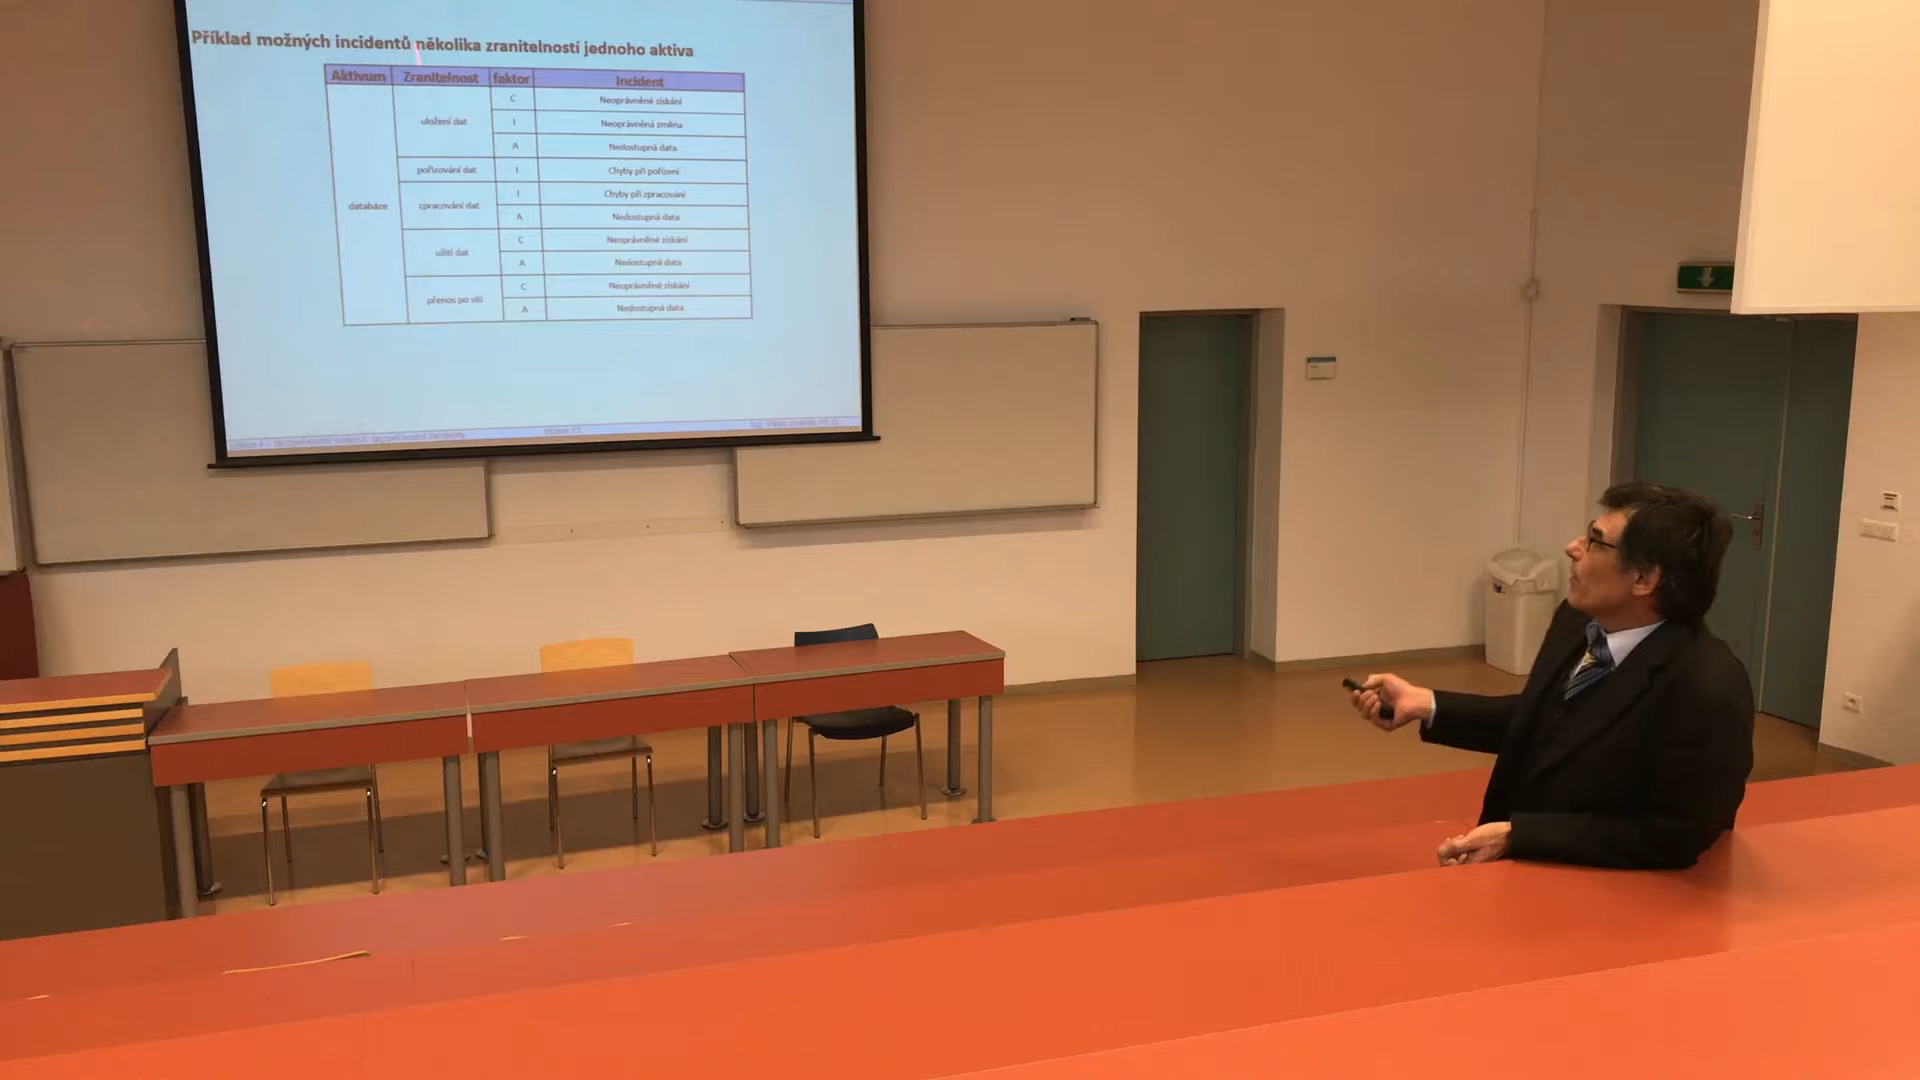 Příklad možných incidentů několika zranitelností jednoho aktiva
Aktivum Zranitelnost faktor Incident
databáze uložení dat C Neoprávněné získání
I Neoprávněná změna
A Nedostupná data
pořizování dat I Chyby při pořízení
zpracování dat I Chyby při zpracování
A Nedostupná data
užití dat C Neoprávněné získání
A Nedostupná data
přenos po síti C Neoprávněné získání
A Nedostupná data